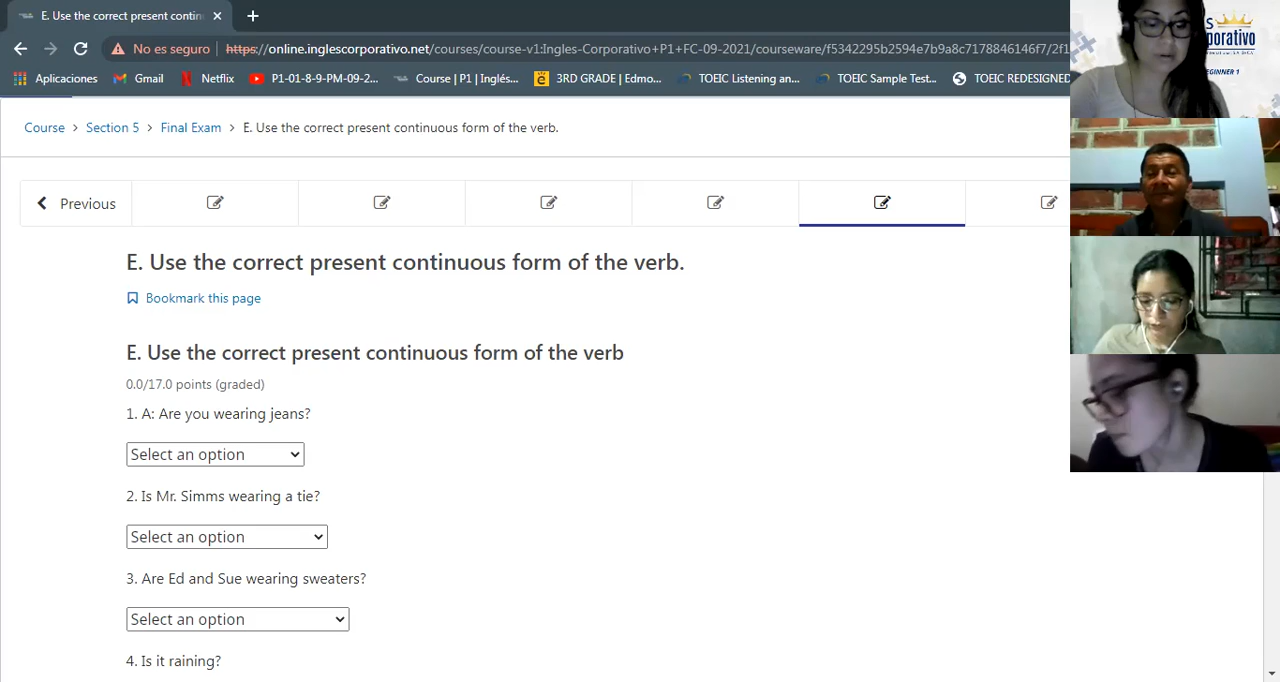 E. Use the correct present contin
No es seguro
https://online.inglescorporativo.net/courses/course-v1:Ingles-Corporativo+P1+FC-09-2021/courseware/f5342295b2594e7b9a8c7178846146f7/2f1
Aplicaciones
Gmail
Netflix
P1-01-8-9-PM-09-2...
Course | P1 | Inglés...
3RD GRADE | Edmo...
TOEIC Listening an...
TOEIC Sample Test...
TOEIC REDESIGNED
BEGINNER 1
Course > Section 5 > Final Exam > E. Use the correct present continuous form of the verb.
Previous
E. Use the correct present continuous form of the verb.
Bookmark this page
E. Use the correct present continuous form of the verb
0.0/17.0 points (graded)
1. A: Are you wearing jeans?
Select an option
2. Is Mr. Simms wearing a tie?
Select an option
3. Are Ed and Sue wearing sweaters?
Select an option
4. Is it raining?